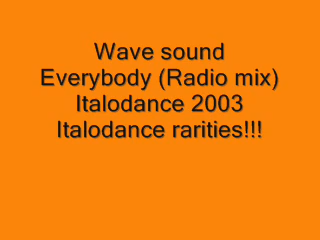 Wave sound
Everybody (Radio mix)
Italodance 2003
Italodance rarities!!!